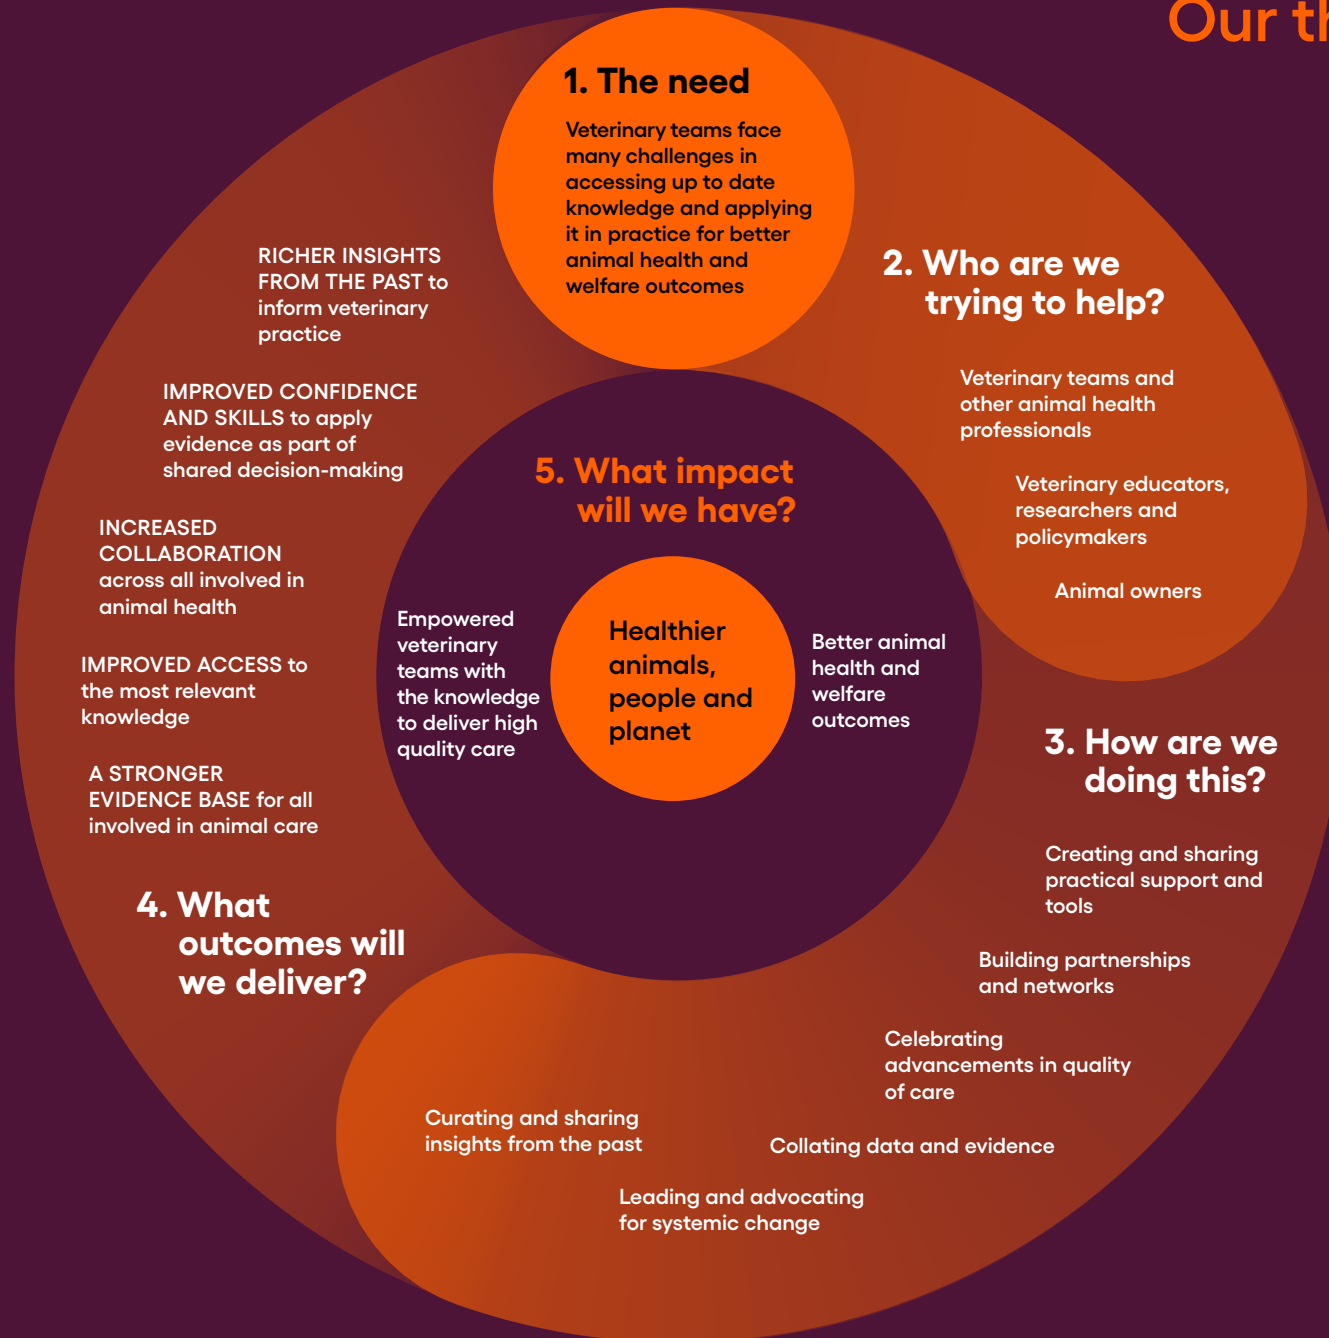 Our th
1. The need
Veterinary teams face
many challenges in
accessing up to date
knowledge and applying
it in practice for better
animal health and
welfare outcomes
2. Who are we
trying to help?
Veterinary teams and
other animal health
professionals
Veterinary educators,
researchers and
policymakers
Animal owners
3. How are we
doing this?
Creating and sharing
practical support and
tools
Building partnerships
and networks
Celebrating
advancements in quality
of care
Collating data and evidence
Leading and advocating
for systemic change
Curating and sharing
insights from the past
4. What
outcomes will
we deliver?
A STRONGER
EVIDENCE BASE for all
involved in animal care
IMPROVED ACCESS to
the most relevant
knowledge
INCREASED
COLLABORATION
across all involved in
animal health
IMPROVED CONFIDENCE
AND SKILLS to apply
evidence as part of
shared decision-making
RICHER INSIGHTS
FROM THE PAST to
inform veterinary
practice
5. What impact
will we have?
Empowered
veterinary
teams with
the knowledge
to deliver high
quality care
Healthier
animals,
people and
planet
Better animal
health and
welfare
outcomes